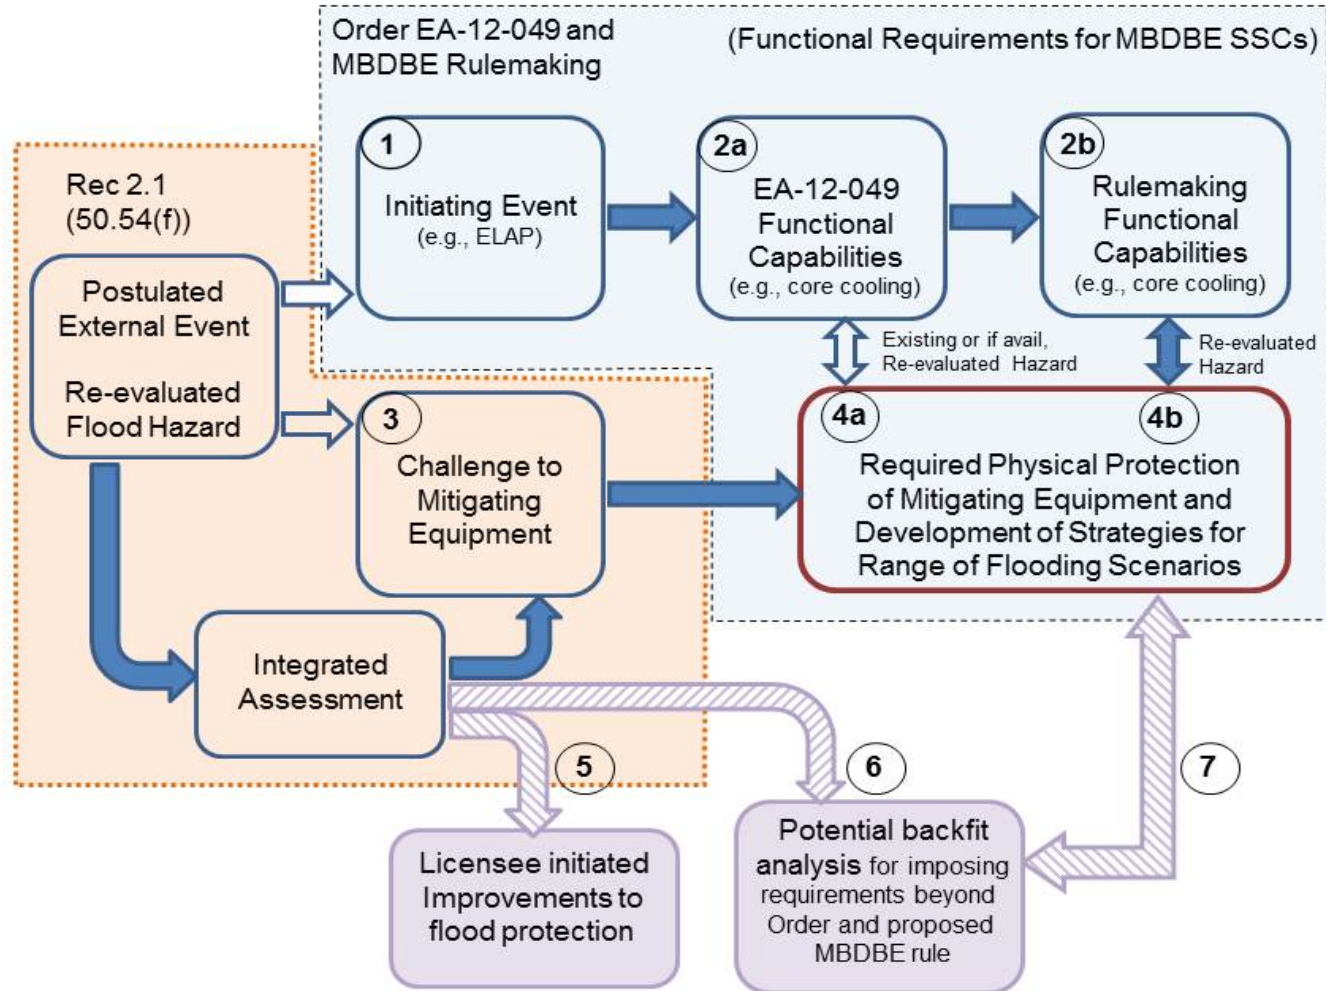 Order EA-12-049 and
MBDBE Rulemaking
(Functional Requirements for MBDBE SSCs)
1
Initiating Event
(e.g., ELAP)
2a
EA-12-049
Functional
Capabilities
(e.g., core cooling)
2b
Rulemaking
Functional
Capabilities
(e.g., core cooling)
Rec 2.1
(50.54(f))
Postulated
External Event
Re-evaluated
Flood Hazard
Existing or if avail,
Re-evaluated Hazard
Re-evaluated
Hazard
3
Challenge to
Mitigating
Equipment
4a
4b
Required Physical Protection
of Mitigating Equipment and
Development of Strategies for
Range of Flooding Scenarios
Integrated
Assessment
5
6
7
Licensee initiated
Improvements to
flood protection
Potential backfit
analysis for imposing
requirements beyond
Order and proposed
MBDBE rule